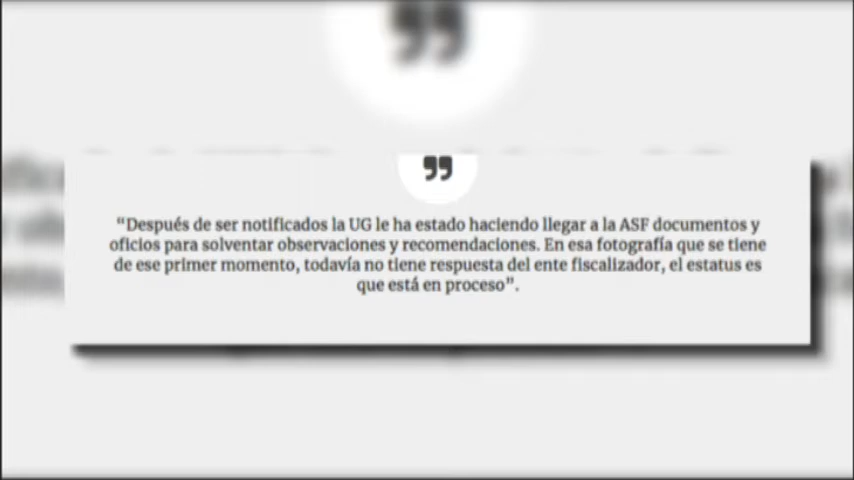 “Después de ser notificados la UG le ha estado haciendo llegar a la ASF documentos y
oficios para solventar observaciones y recomendaciones. En esa fotografía que se tiene
de ese primer momento, todavía no tiene respuesta del ente fiscalizador, el estatus es
que está en proceso”.